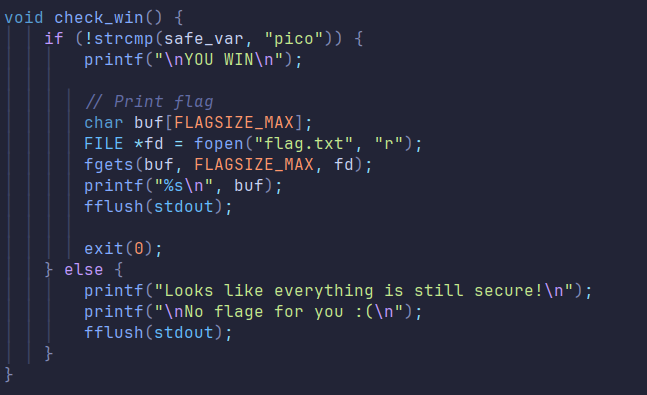 void check_win() {
    if (!strcmp(safe_var, "pico")) {
        printf("\nYOU WIN\n");

        // Print flag
        char buf[FLAGSIZE_MAX];
        FILE *fd = fopen("flag.txt", "r");
        fgets(buf, FLAGSIZE_MAX, fd);
        printf("%s\n", buf);
        fflush(stdout);

        exit(0);
    } else {
        printf("Looks like everything is still secure!\n");
        printf("\nNo flage for you :(\n");
        fflush(stdout);
    }
}